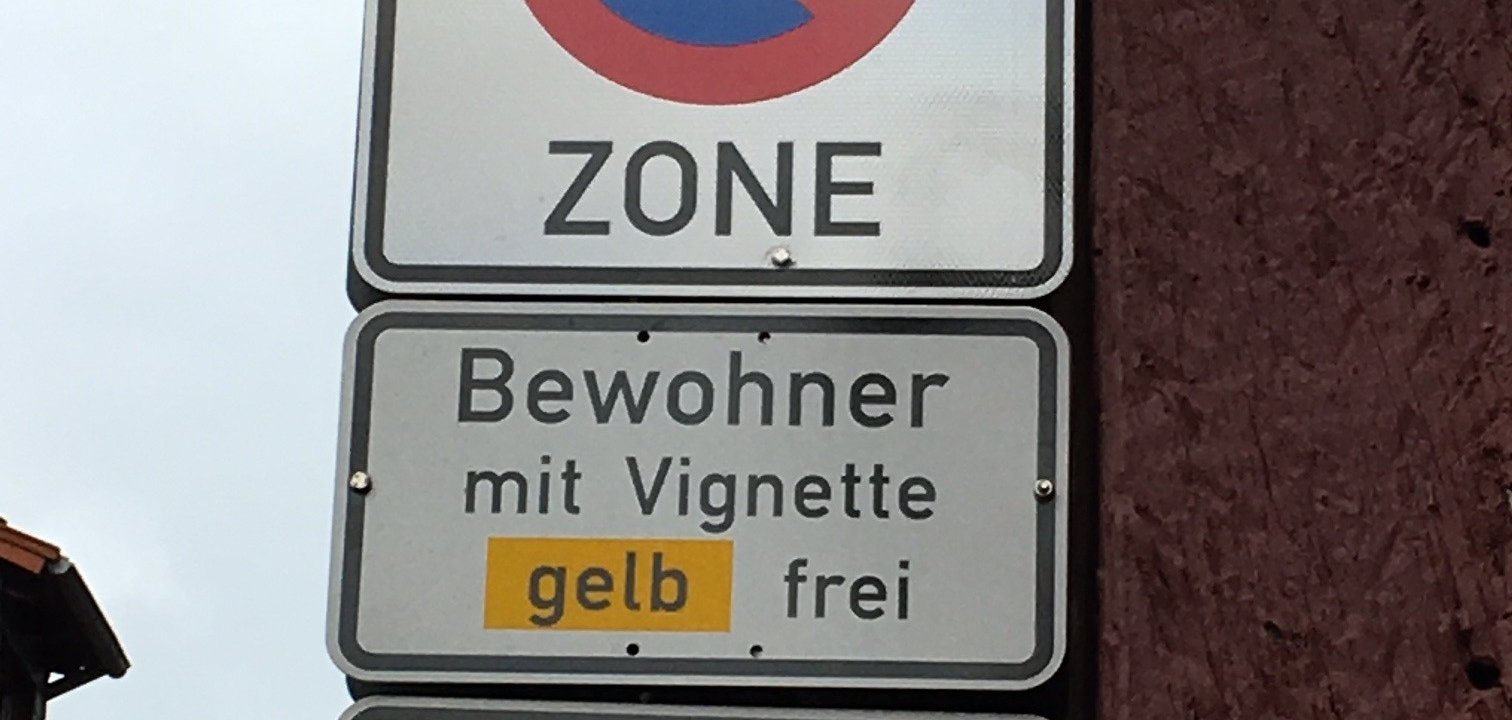 ZONE
Bewohner
mit Vignette
gelb frei